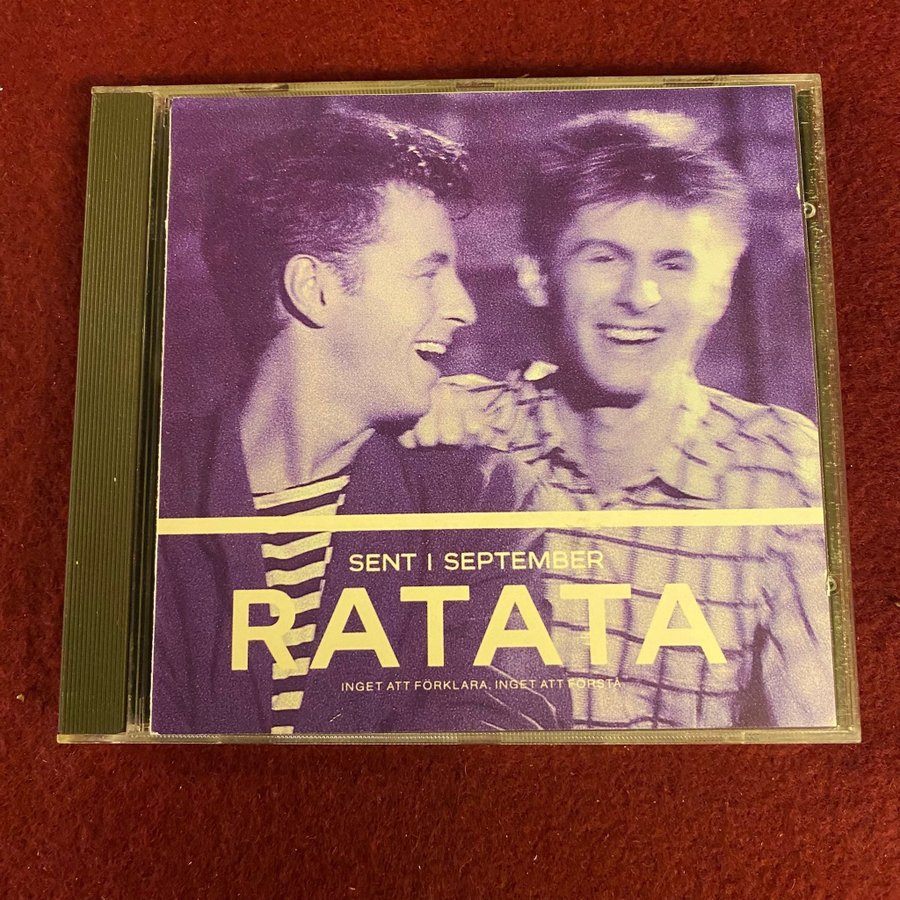 SENT I SEPTEMBER
RATATA
INGET ATT FÖRKLARA, INGET ATT FÖRSTÅ